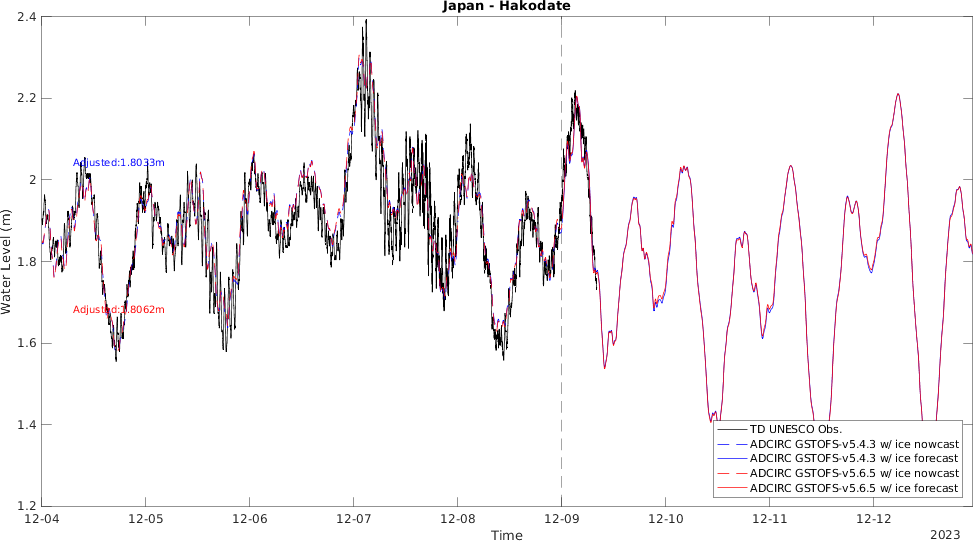 Japan - Hakodate
2.4
2.2
2
1.8
1.6
1.4
1.2
Water Level (m)
Adjusted:1.8033m
Adjusted:1.8062m
TD UNESCO Obs.
ADCIRC GSTOFS-v5.4.3 w/ ice nowcast
ADCIRC GSTOFS-v5.4.3 w/ ice forecast
ADCIRC GSTOFS-v5.6.5 w/ ice nowcast
ADCIRC GSTOFS-v5.6.5 w/ ice forecast
12-04 12-05 12-06 12-07 12-08 12-09 12-10 12-11 12-12
Time
2023